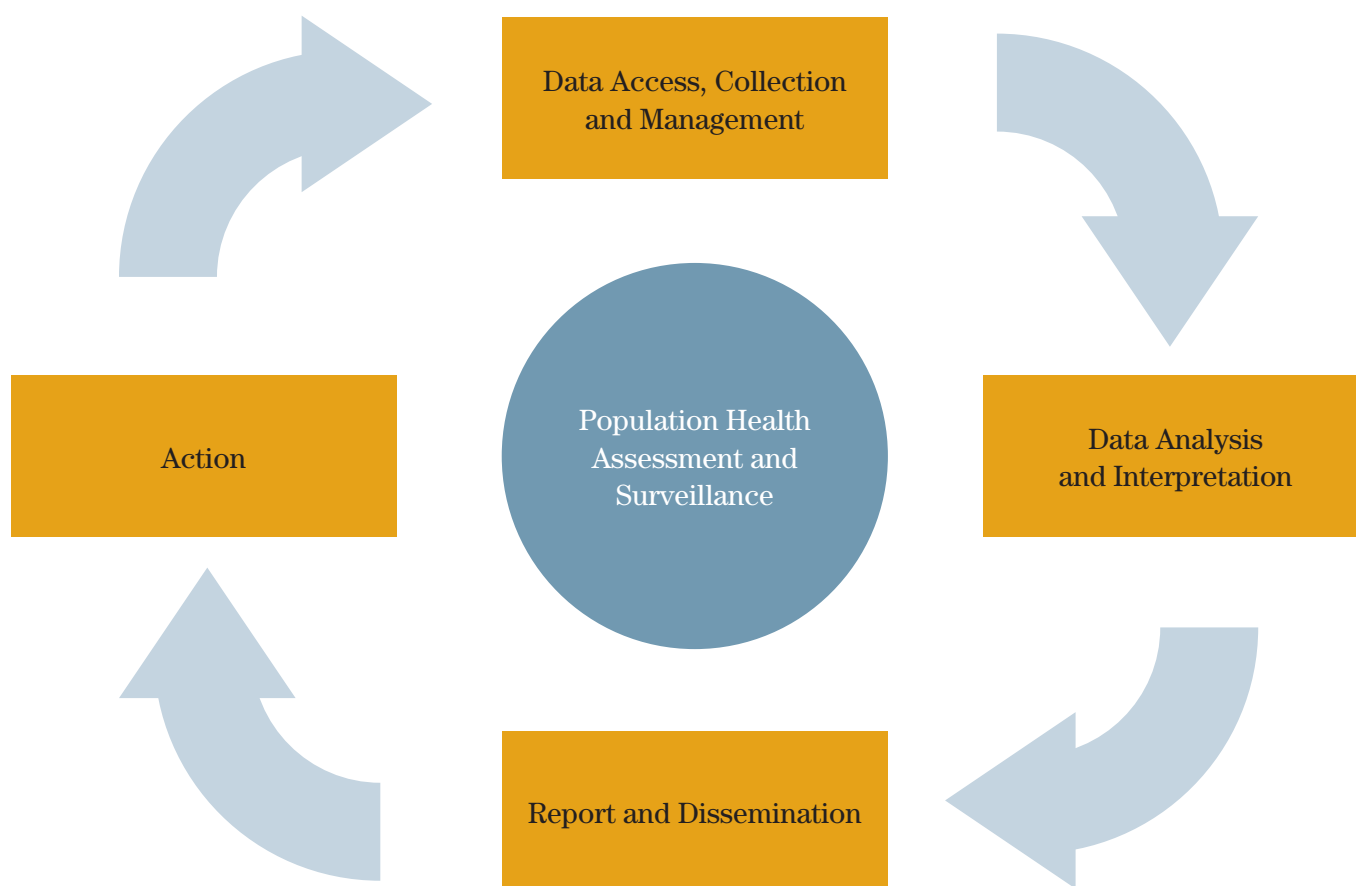 Data Access, Collection
and Management
Action
Population Health
Assessment and
Surveillance
Data Analysis
and Interpretation
Report and Dissemination